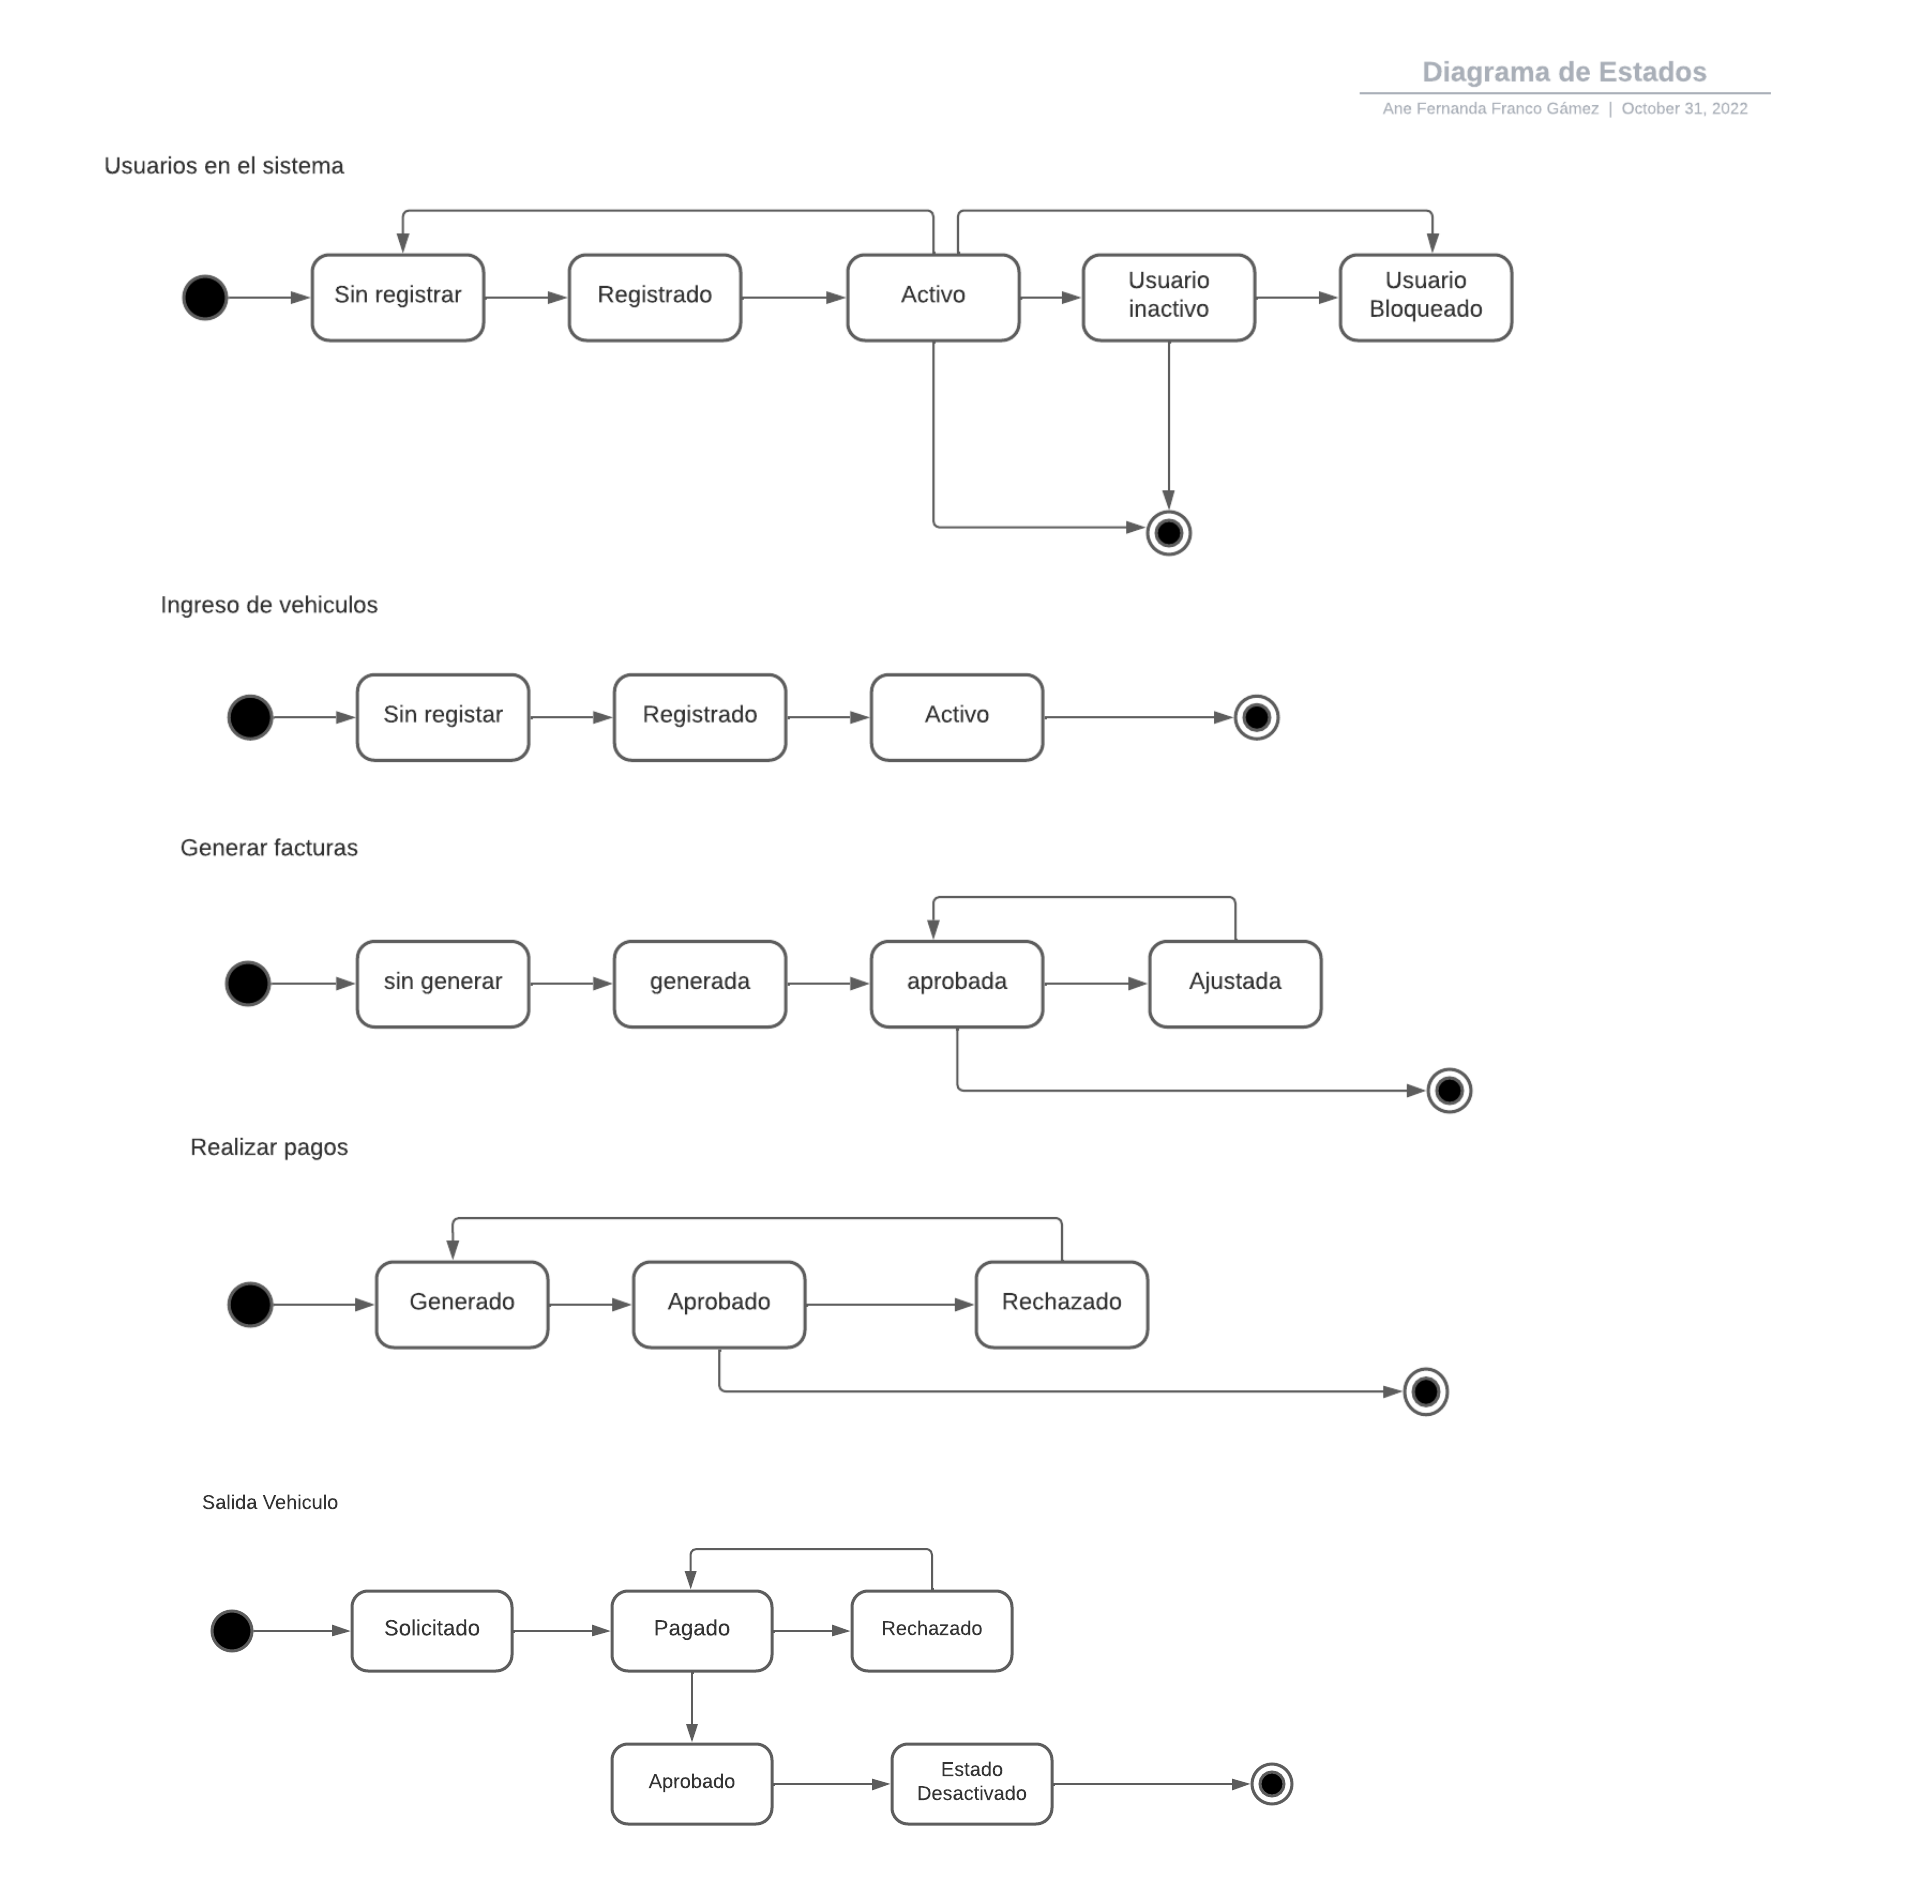 Diagrama de Estados
Ane Fernanda Franco Gámez | October 31, 2022
Usuarios en el sistema
Sin registrar
Registrado
Activo
Usuario
inactivo
Usuario
Bloqueado
Ingreso de vehiculos
Sin registar
Registrado
Activo
Generar facturas
sin generar
generada
aprobada
Ajustada
Realizar pagos
Generado
Aprobado
Rechazado
Salida Vehiculo
Solicitado
Pagado
Rechazado
Aprobado
Estado
Desactivado